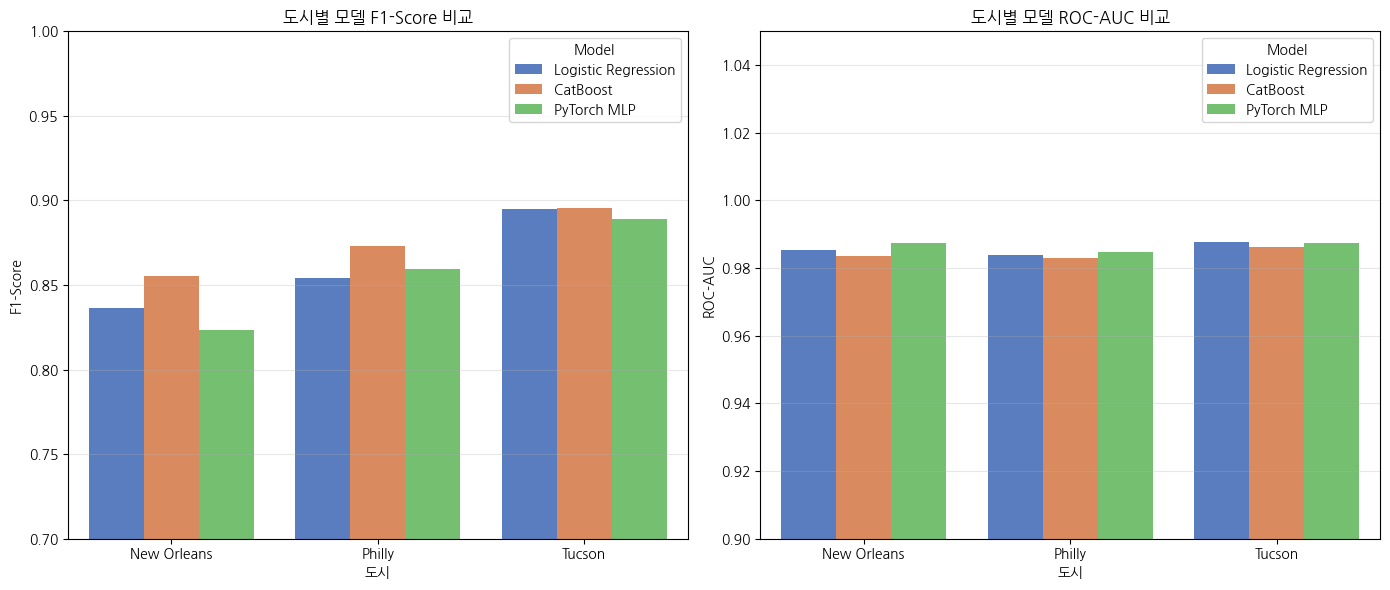 도시별 모델 F1-Score 비교
F1-Score
1.00
0.95
0.90
0.85
0.80
0.75
0.70
Model
Logistic Regression
CatBoost
PyTorch MLP
New Orleans
Philly
Tucson
도시
도시별 모델 ROC-AUC 비교
ROC-AUC
1.04
1.02
1.00
0.98
0.96
0.94
0.92
0.90
Model
Logistic Regression
CatBoost
PyTorch MLP
New Orleans
Philly
Tucson
도시